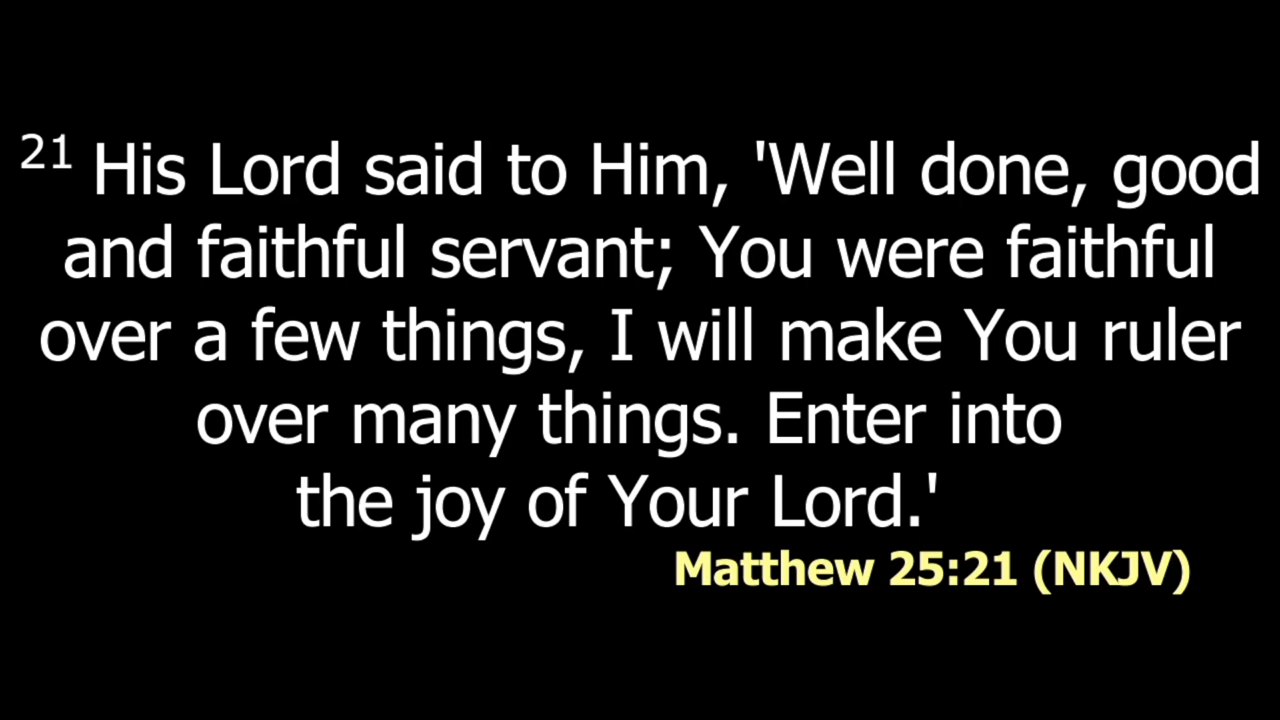 21 His Lord said to Him, 'Well done, good
and faithful servant; You were faithful
over a few things, I will make You ruler
over many things. Enter into
the joy of Your Lord.'
Matthew 25:21 (NKJV)